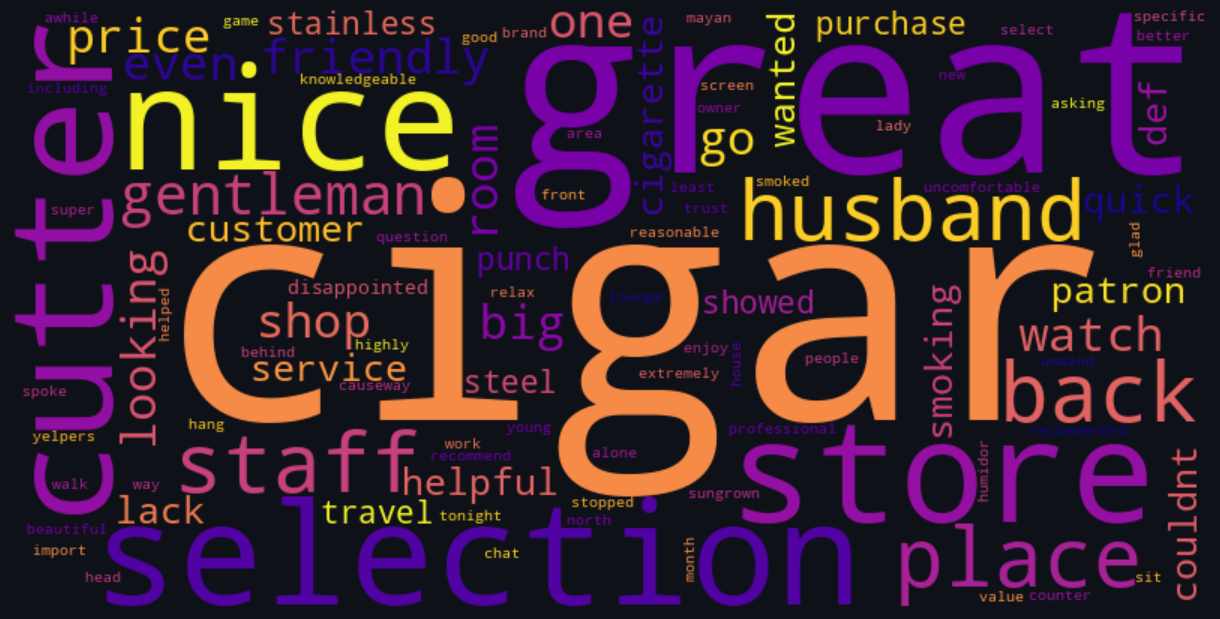 awhile
game
stainless
one
mayan
purchase
specific
price
good
brand
select
better
even
friendly
cigarette
wanted
knowledgeable
nice
great
screen
new
including
cutter
owner
asking
def
area
go
lady
room
gentleman
front
least
smoked
uncomfortable
super
trust
husband
quick
customer
question
reasonable
glad
looking
punch
cigar
friend
helped
disappointed
relax
lounge
showed
patron
shop
big
smoking
watch
behind
highly
enjoy
people
unwind
service
causeway
steel
extremely
house
back
spoke
hang
young
professional
recommended
yelpers
staff
work
recommend
alone
store
humidor
walk
way
helpful
sungrown
couldnt
lack
travel
tonight
stopped
north
beautiful
selection
import
chat
month
place
head
sit
value
counter